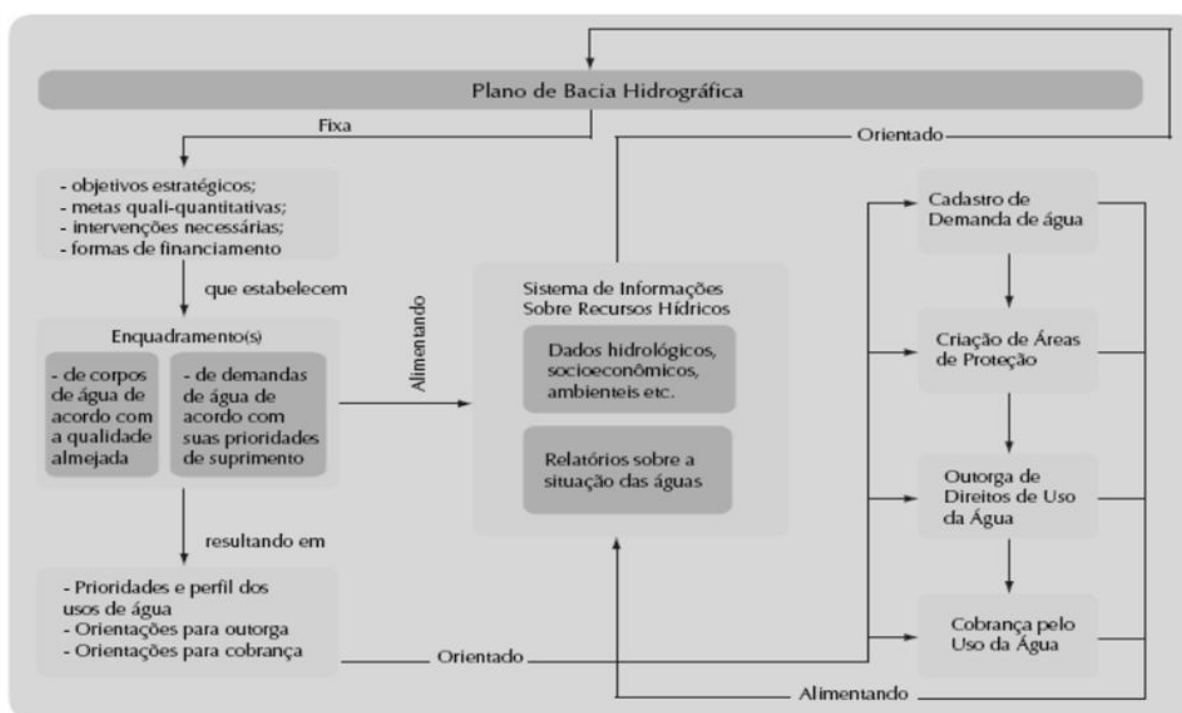 Plano de Bacia Hidrográfica
Fixa
Orientado
- objetivos estratégicos;
- metas quali-quantitativas;
- intervenções necessárias;
- formas de financiamento
que estabelecem
Enquadramento(s)
- de corpos
de água de
acordo com
a qualidade
almejada
- de demandas
de água de
acordo com
suas prioridades
de suprimento
Alimentando
resultando em
- Prioridades e perfil dos
usos de água
- Orientações para outorga
- Orientações para cobrança
Orientado
Sistema de Informações
Sobre Recursos Hídricos
Dados hidrológicos,
socioeconômicos,
ambienteis etc.
Relatórios sobre a
situação das águas
Cadastro de
Demanda de água
Criação de Áreas
de Proteção
Outorga de
Direitos de Uso
da Água
Cobrança pelo
Uso da Água
Alimentando